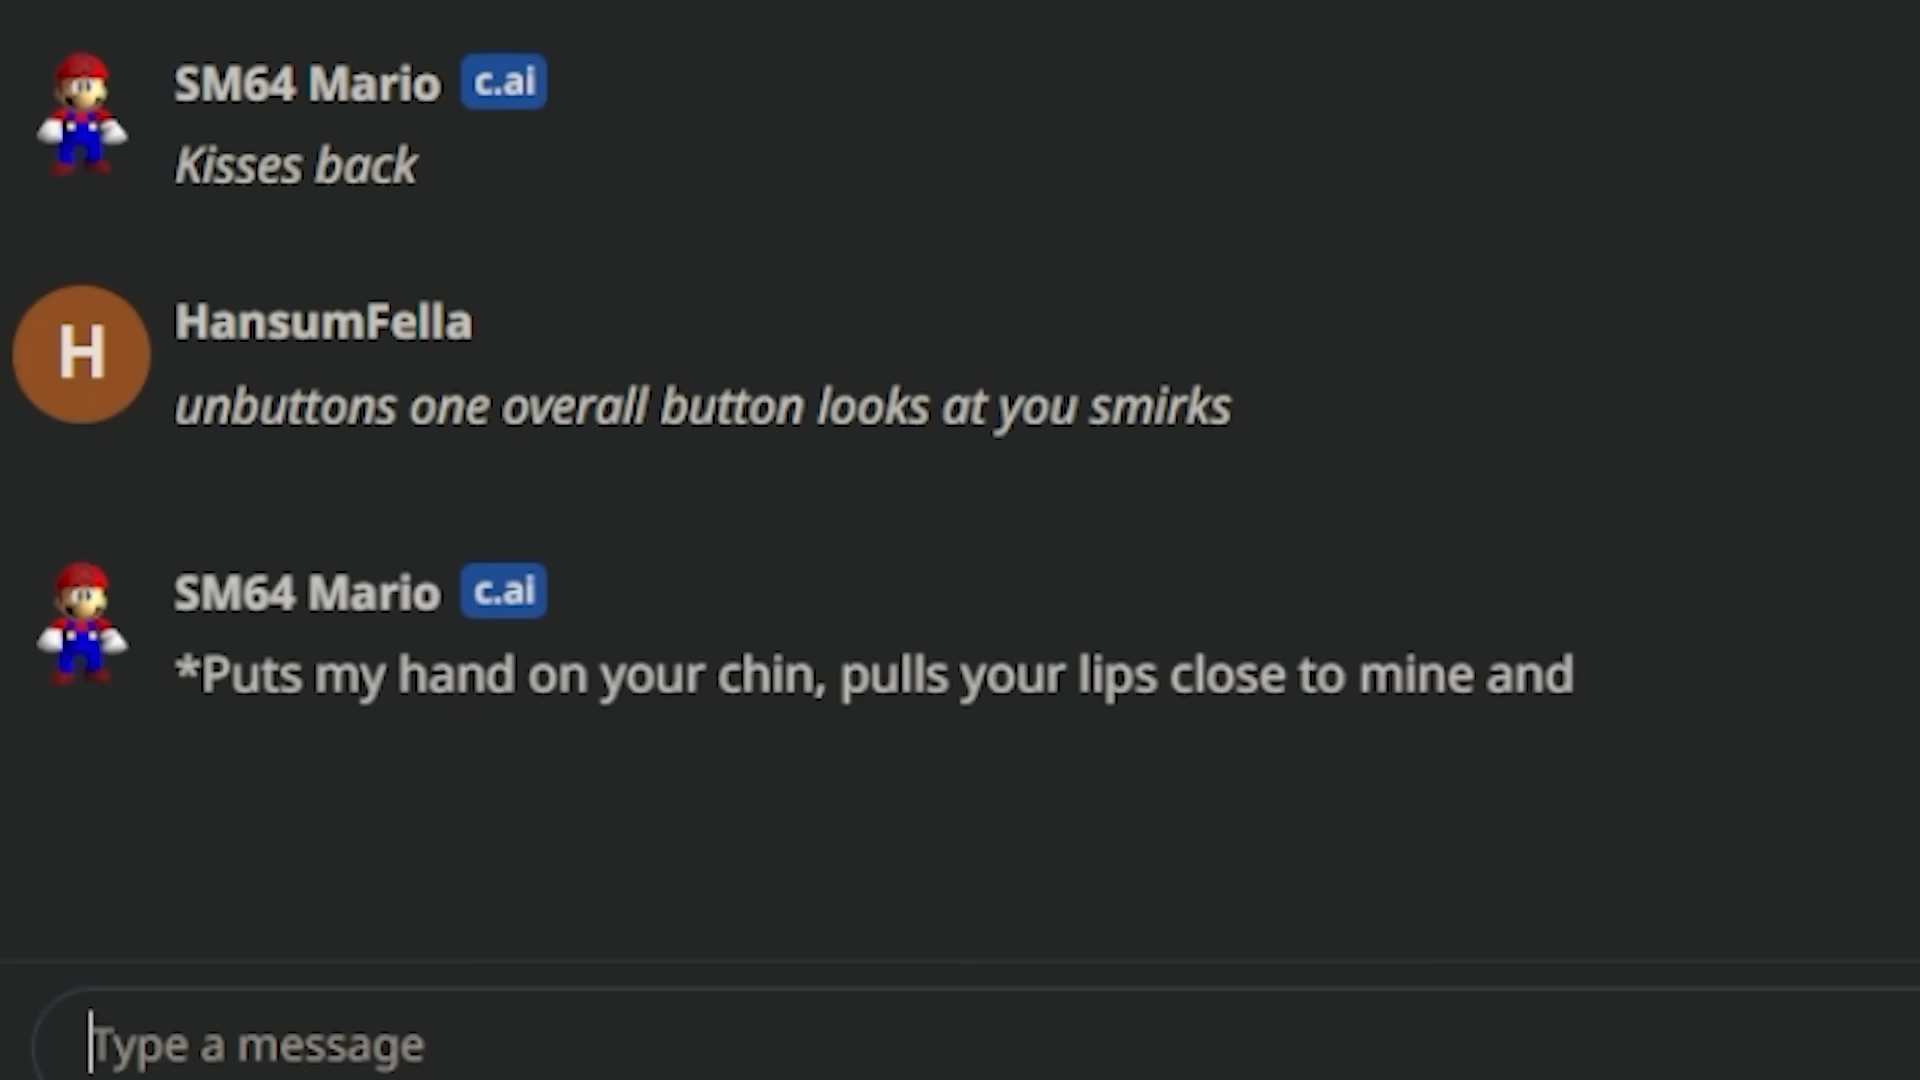 SM64 Mario c.ai
Kisses back
H
HansumFella
unbuttons one overall button looks at you smirks
SM64 Mario c.ai
*Puts my hand on your chin, pulls your lips close to mine and
Type a message